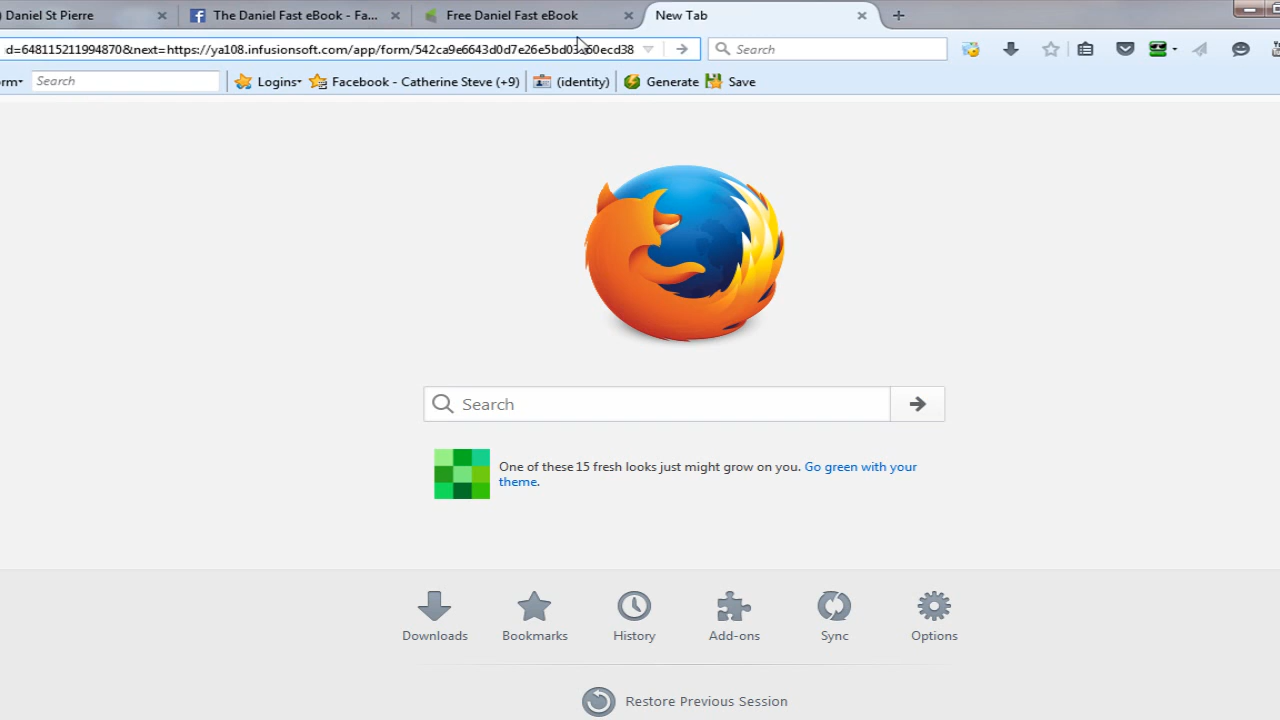 Daniel St Pierre
The Daniel Fast eBook - Fa...
Free Daniel Fast eBook
New Tab
d=648115211994870&next=https://ya108.infusionsoft.com/app/form/542ca9e6643d0d7e26e5bd03
60ecd38
Search
Search
Logins
Facebook - Catherine Steve (+9)
(identity)
Generate
Save
Search
One of these 15 fresh looks just might grow on you. Go green with your
theme.
Downloads
Bookmarks
History
Add-ons
Sync
Options
Restore Previous Session